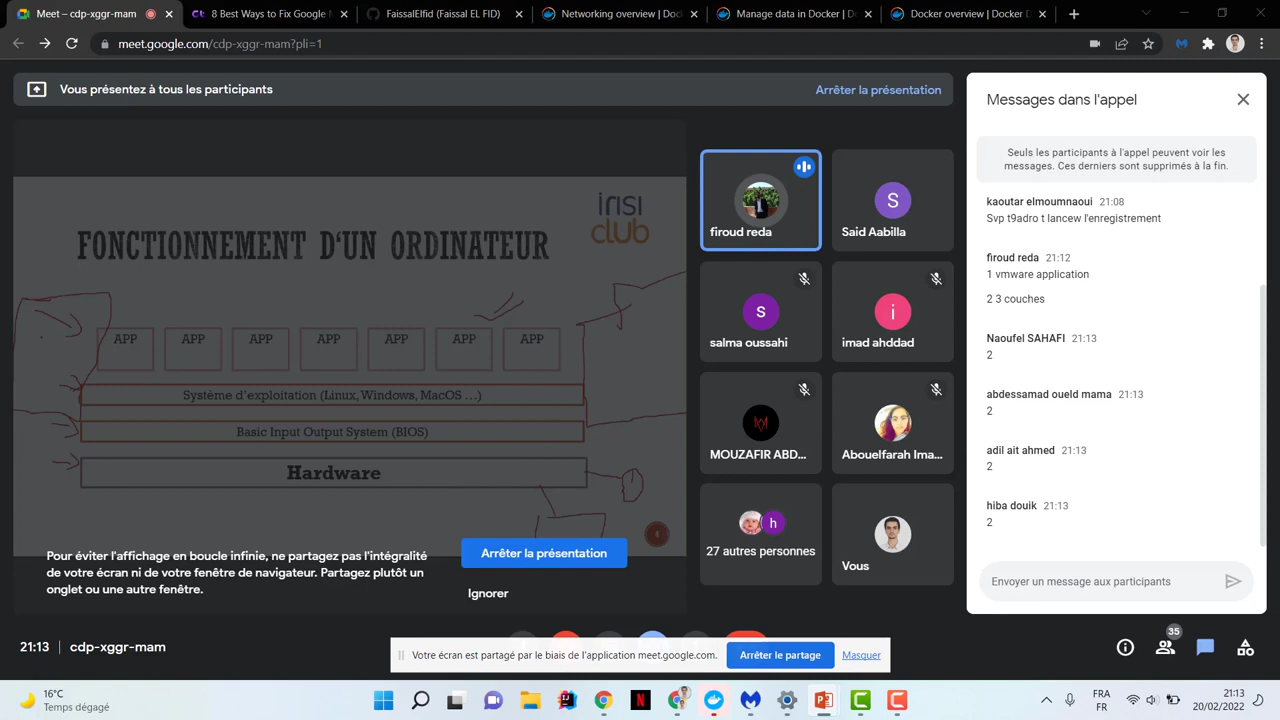 Meet - cdp-xggr-mam
8 Best Ways to Fix Google M
FaissalElfid (Faisal EL FID)
Networking overview | Docke
Manage data in Docker | Doc
Docker overview | Docker Do
meet.google.com/cdp-xggr-mam?pli=1
Vous présentez à tous les participants
Arrêter la présentation
irisi
club
FONCTIONNEMENT D'UN ORDINATEUR
APP APP APP APP APP APP APP
Système d'exploitation (Linux, Windows, MacOS ...)
Basic Input Output System (BIOS)
Hardware
Pour éviter l'affichage en boucle infinie, ne partagez pas l'intégralité
de votre écran ni de votre fenêtre de navigateur. Partagez plutôt un
onglet ou une autre fenêtre.
Arrêter la présentation
Ignorer
firoud reda
S
Said Aabilla
s
salma oussahi
i
imad ahddad
MOUZAFIR ABD...
Abouelfarah Ima...
h
27 autres personnes
Vous
Messages dans l'appel
Seuls les participants à l'appel peuvent voir les
messages. Ces derniers sont supprimés à la fin.
kaoutar elmoumnaoui 21:08
Svp t9adro t lancew l'enregistrement
firoud reda 21:12
1 vmware application
2 3 couches
Naoufel SAHAFI 21:13
2
abdessamad oueld mama 21:13
2
adil ait ahmed 21:13
2
hiba douik 21:13
2
Envoyer un message aux participants
21:13 | cdp-xggr-mam
35
Votre écran est partagé par le biais de l'application meet.google.com.
Arrêter le partage
Masquer
16°C
Temps dégagé
FRA
FR
21:13
20/02/2022